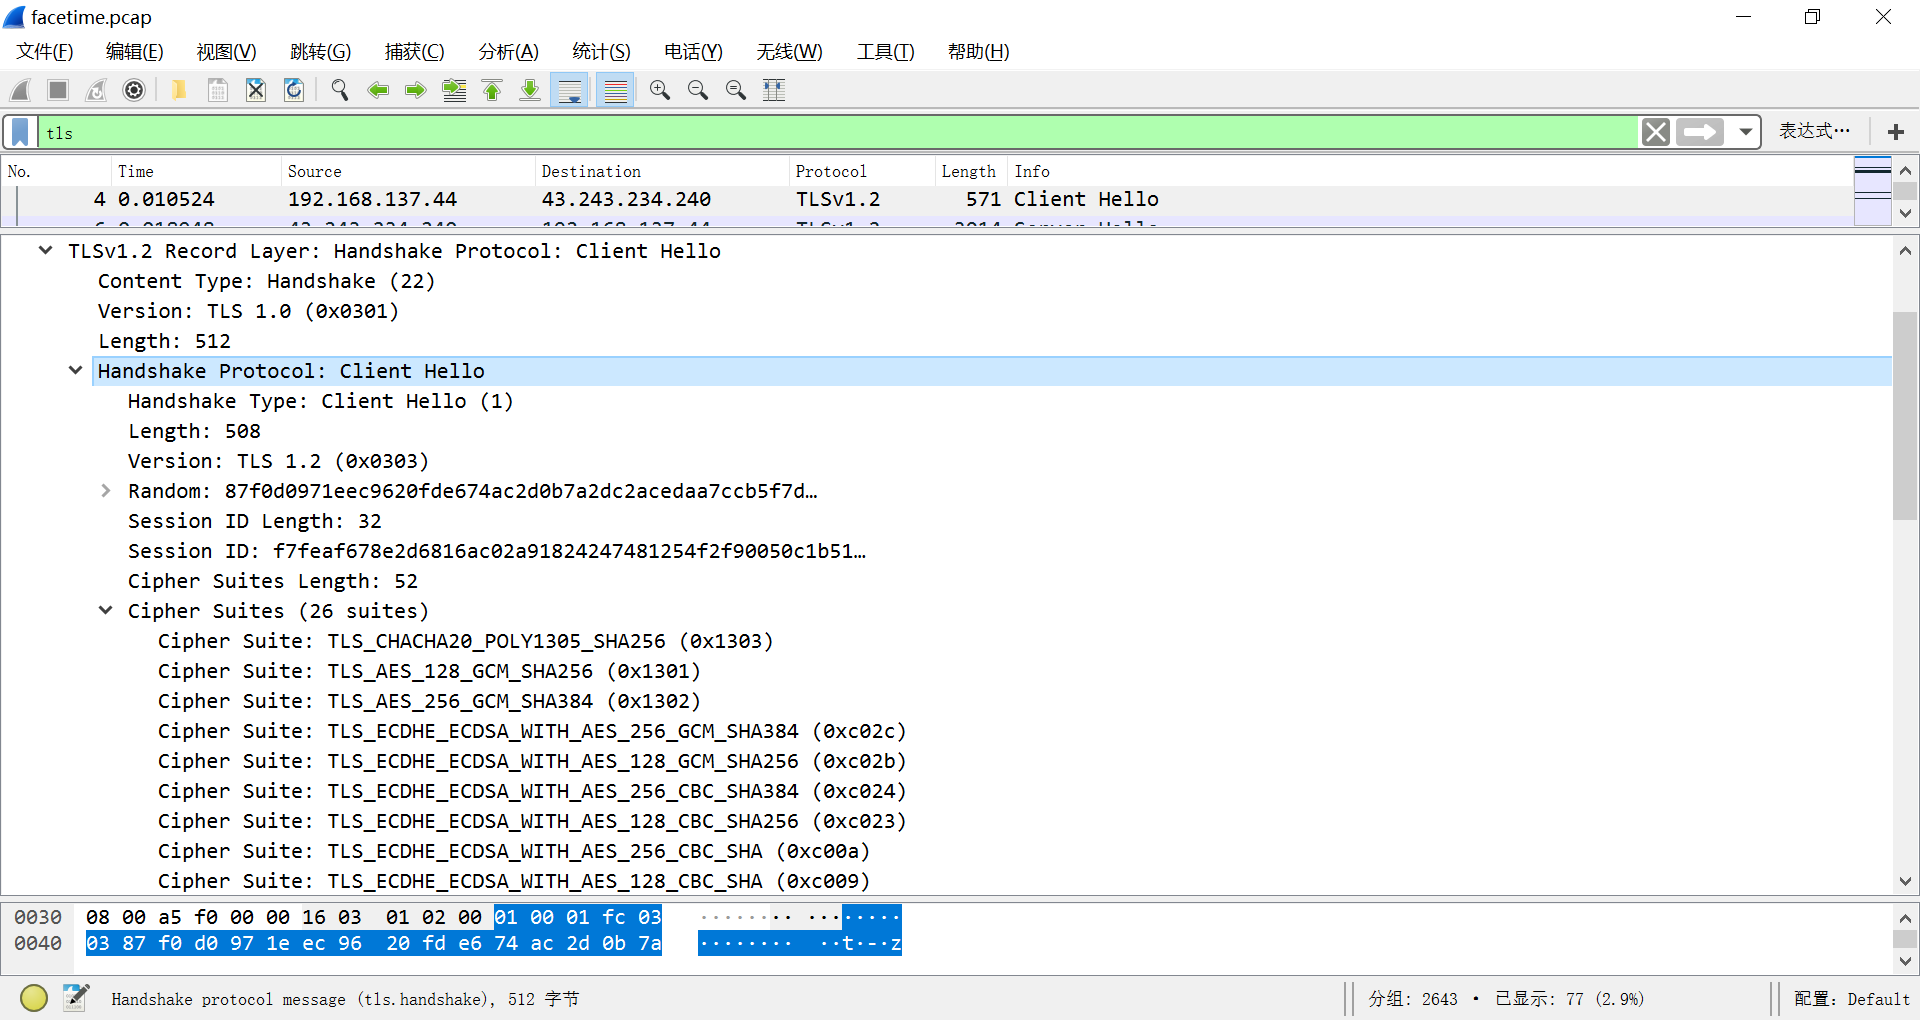 facetime.pcap
文件(F) 编辑(E) 视图(V) 跳转(G) 捕获(C) 分析(A) 统计(S) 电话(Y) 无线(W) 工具(T) 帮助(H)
tls 表达式…
No. Time Source Destination Protocol Length Info
4 0.010524 192.168.137.44 43.243.234.240 TLSv1.2 571 Client Hello
TLSv1.2 Record Layer: Handshake Protocol: Client Hello
Content Type: Handshake (22)
Version: TLS 1.0 (0x0301)
Length: 512
Handshake Protocol: Client Hello
Handshake Type: Client Hello (1)
Length: 508
Version: TLS 1.2 (0x0303)
Random: 87f0d0971eec9620fde674ac2d0b7a2dc2acedaa7ccb5f7d…
Session ID Length: 32
Session ID: f7feaf678e2d6816ac02a91824247481254f2f90050c1b51…
Cipher Suites Length: 52
Cipher Suites (26 suites)
Cipher Suite: TLS_CHACHA20_POLY1305_SHA256 (0x1303)
Cipher Suite: TLS_AES_128_GCM_SHA256 (0x1301)
Cipher Suite: TLS_AES_256_GCM_SHA384 (0x1302)
Cipher Suite: TLS_ECDHE_ECDSA_WITH_AES_256_GCM_SHA384 (0xc02c)
Cipher Suite: TLS_ECDHE_ECDSA_WITH_AES_128_GCM_SHA256 (0xc02b)
Cipher Suite: TLS_ECDHE_ECDSA_WITH_AES_256_CBC_SHA384 (0xc024)
Cipher Suite: TLS_ECDHE_ECDSA_WITH_AES_128_CBC_SHA256 (0xc023)
Cipher Suite: TLS_ECDHE_ECDSA_WITH_AES_256_CBC_SHA (0xc00a)
Cipher Suite: TLS_ECDHE_ECDSA_WITH_AES_128_CBC_SHA (0xc009)
0030 08 00 a5 f0 00 00 16 03 01 02 00 01 00 01 fc 03 ········ ········
0040 03 87 f0 d0 97 1e ec 96 20 fd e6 74 ac 2d 0b 7a ········ ···t·-·z
Handshake protocol message (tls.handshake), 512 字节 分组: 2643 · 已显示: 77 (2.9%) 配置: Default